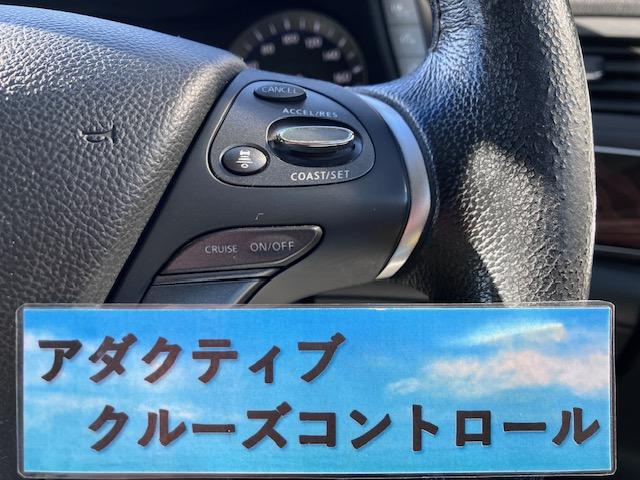 CANCEL
ACCEL/RES
COAST/SET
CRUISE ON/OFF
アダクティブ
クルーズコントロール